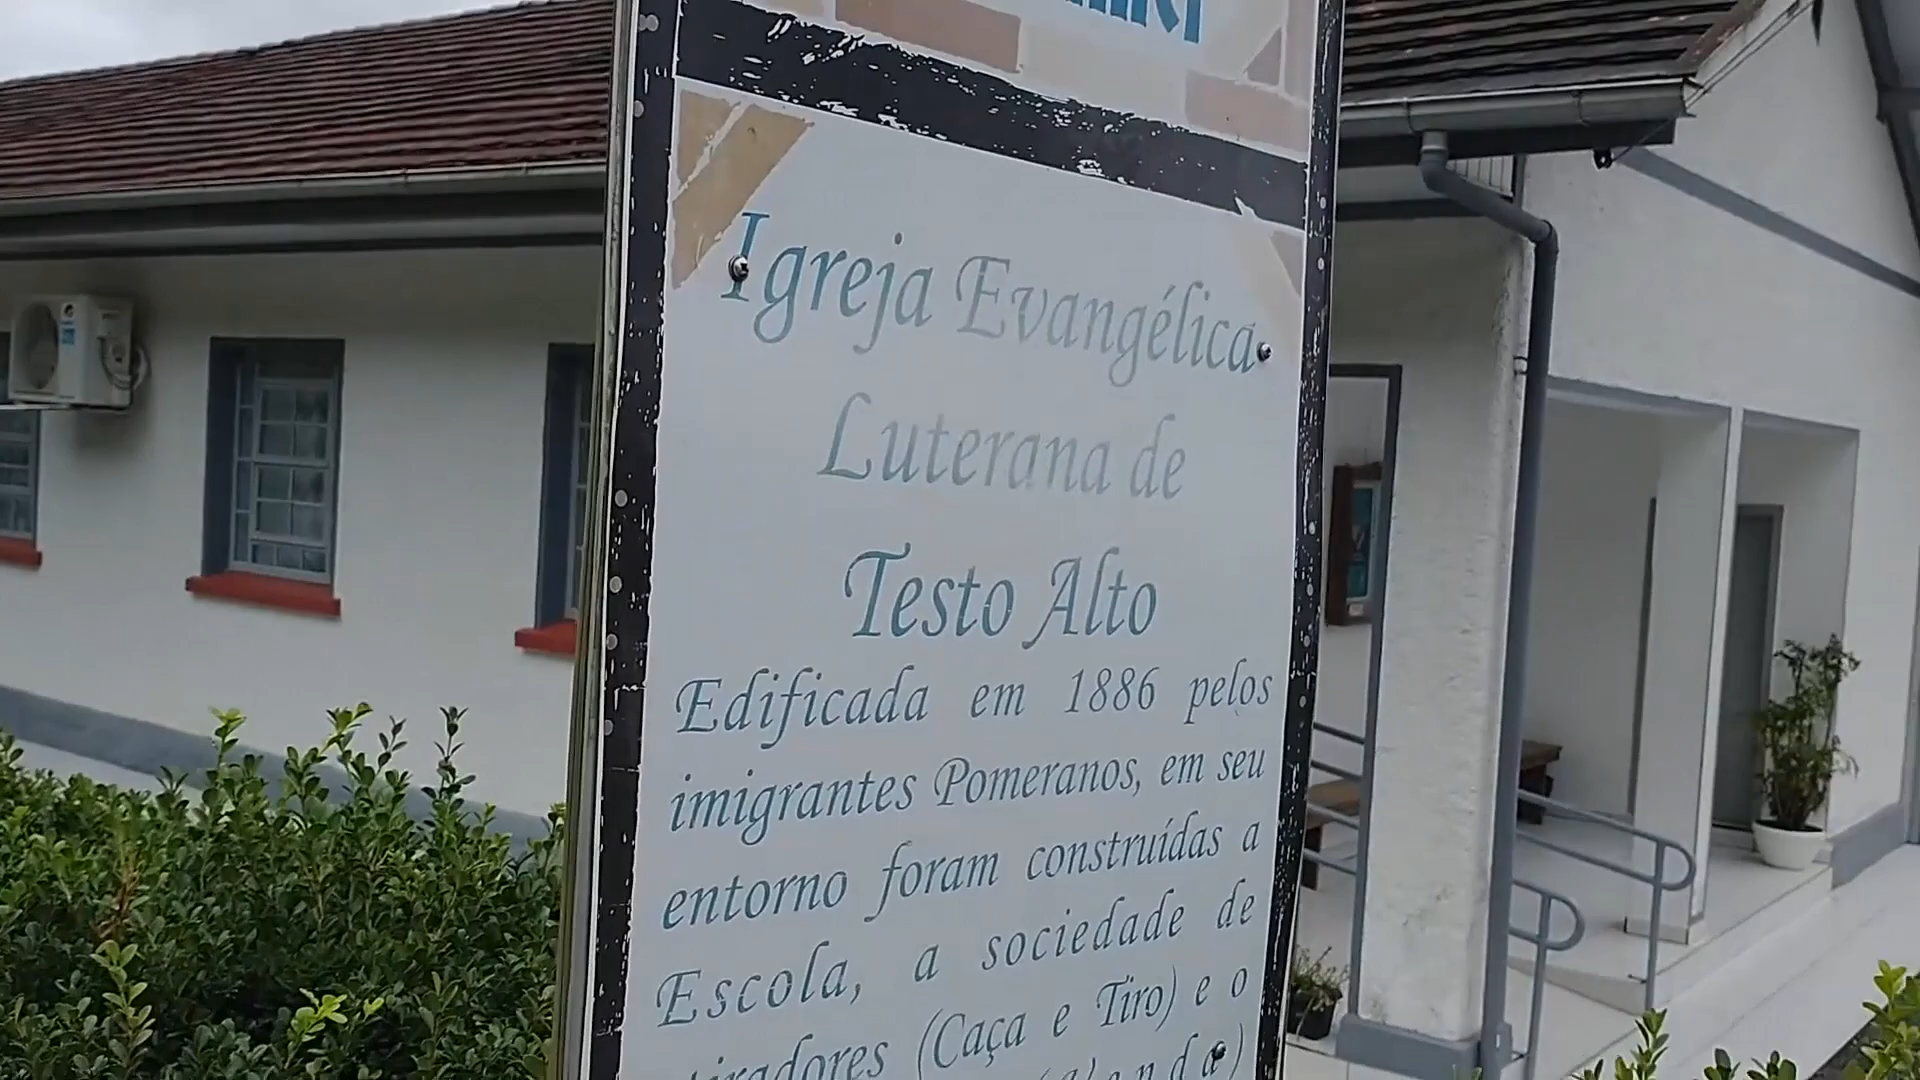 Igreja Evangélica
Luterana de
Testo Alto
Edificada em 1886 pelos
imigrantes Pomeranos, em seu
entorno foram construídas a
Escola, a sociedade de
tiradores (Caça e Tiro) e o